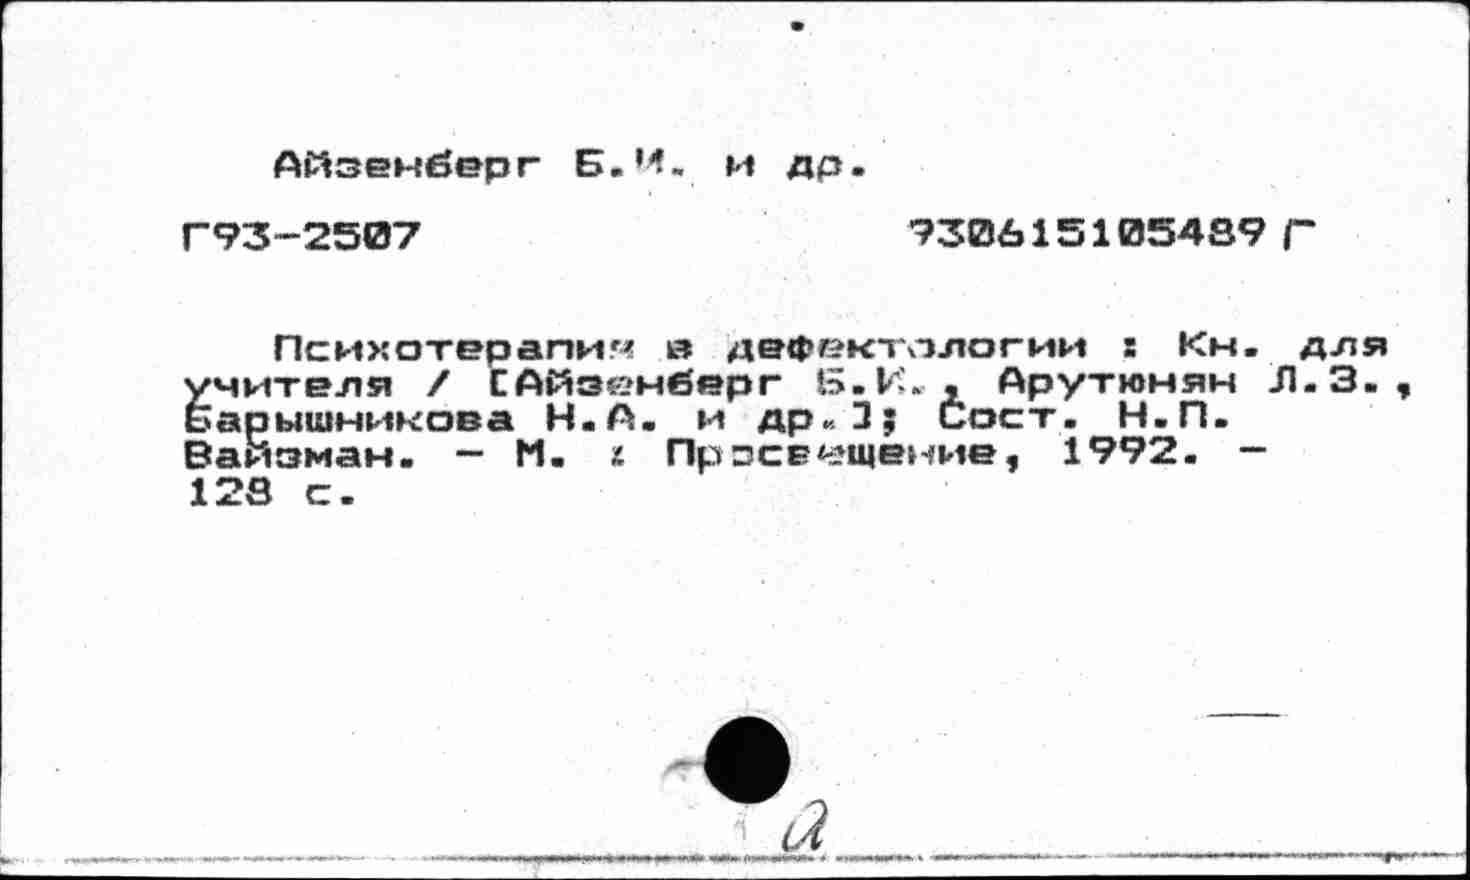 Айзенберг Б.И. и др.
Г93-2507 930615105489 Г
Психотерапия в дефектологии : Кн. для
учителя / [Айзенберг Б.И., Арутюнян Л.З.,
Барышникова Н.А. и др.]; Сост. Н.П.
Вайзман. - М. : Просвещение, 1992. -
128 с.
а